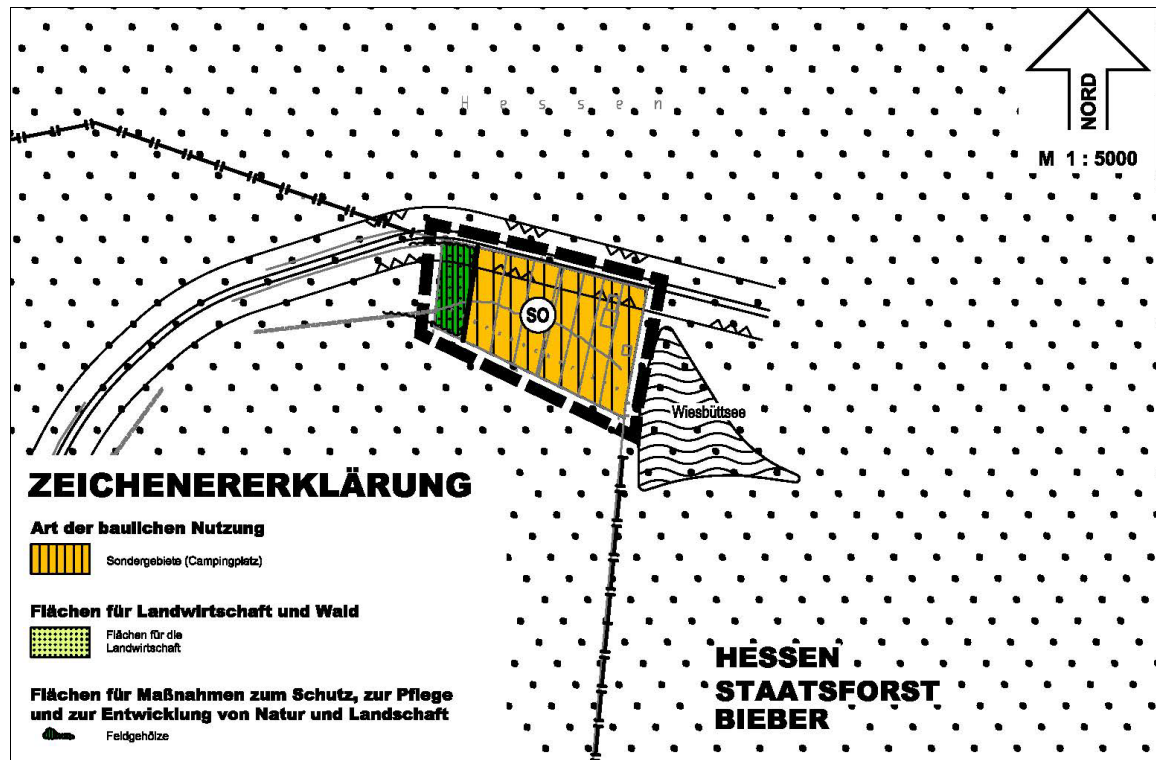 Hessen
NORD
M 1 : 5000
SO
Wiesbüttsee
ZEICHENERERKLÄRUNG
Art der baulichen Nutzung
Sondergebiete (Campingplatz)
Flächen für Landwirtschaft und Wald
Flächen für die
Landwirtschaft
Flächen für Maßnahmen zum Schutz, zur Pflege
und zur Entwicklung von Natur und Landschaft
Feldgehölze
HESSEN
STAATSFORST
BIEBER